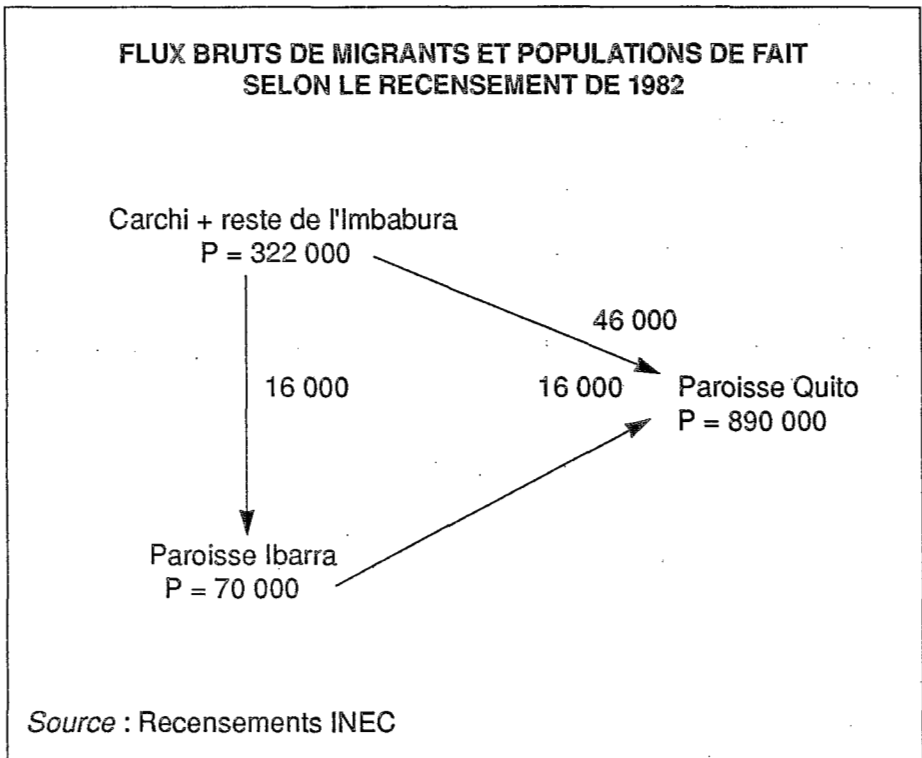 FLUX BRUTS DE MIGRANTS ET POPULATIONS DE FAIT
SELON LE RECENSEMENT DE 1982
Carchi + reste de l'Imbabura
P = 322 000
46 000
16 000
16 000
Paroisse Quito
P = 890 000
Paroisse Ibarra
P = 70 000
Source : Recensements INEC